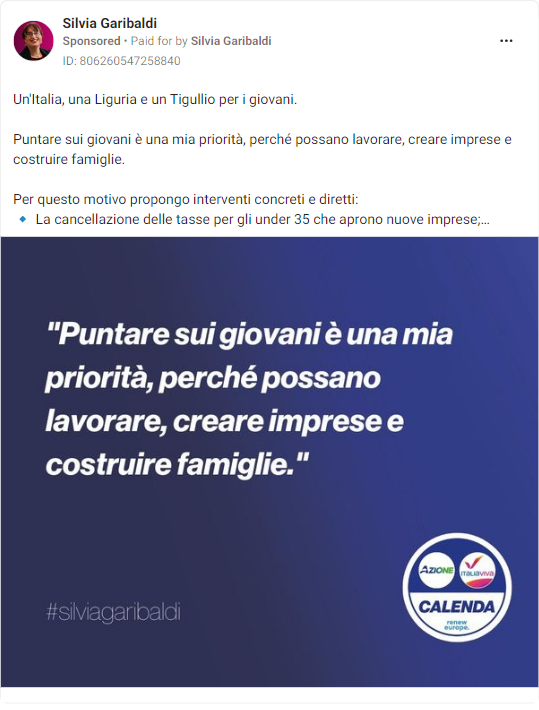 Silvia Garibaldi
Sponsored • Paid for by Silvia Garibaldi
ID: 806260547258840
Un'Italia, una Liguria e un Tigullio per i giovani.
Puntare sui giovani è una mia priorità, perché possano lavorare, creare imprese e
costruire famiglie.
Per questo motivo propongo interventi concreti e diretti:
🔹 La cancellazione delle tasse per gli under 35 che aprono nuove imprese;...
"Puntare sui giovani è una mia
priorità, perché possano
lavorare, creare imprese e
costruire famiglie."
AZIONE
ITALIAVIVA
CALENDA
renew
europe.
#silviagaribaldi